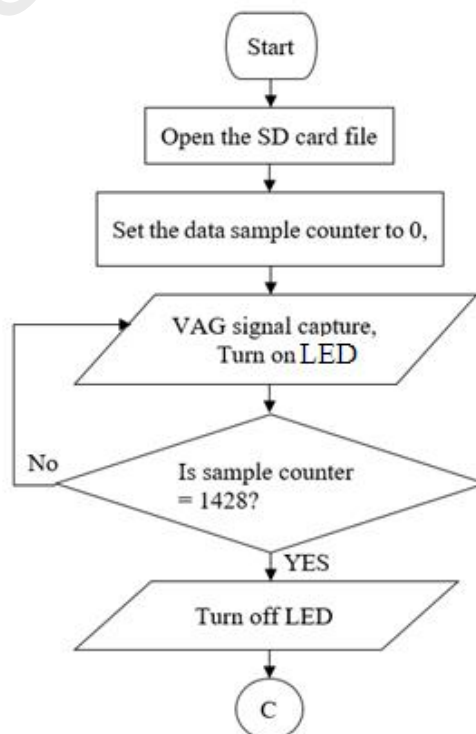 Start
Open the SD card file
Set the data sample counter to 0,
VAG signal capture,
Turn on LED
No
Is sample counter
= 1428?
YES
Turn off LED
C